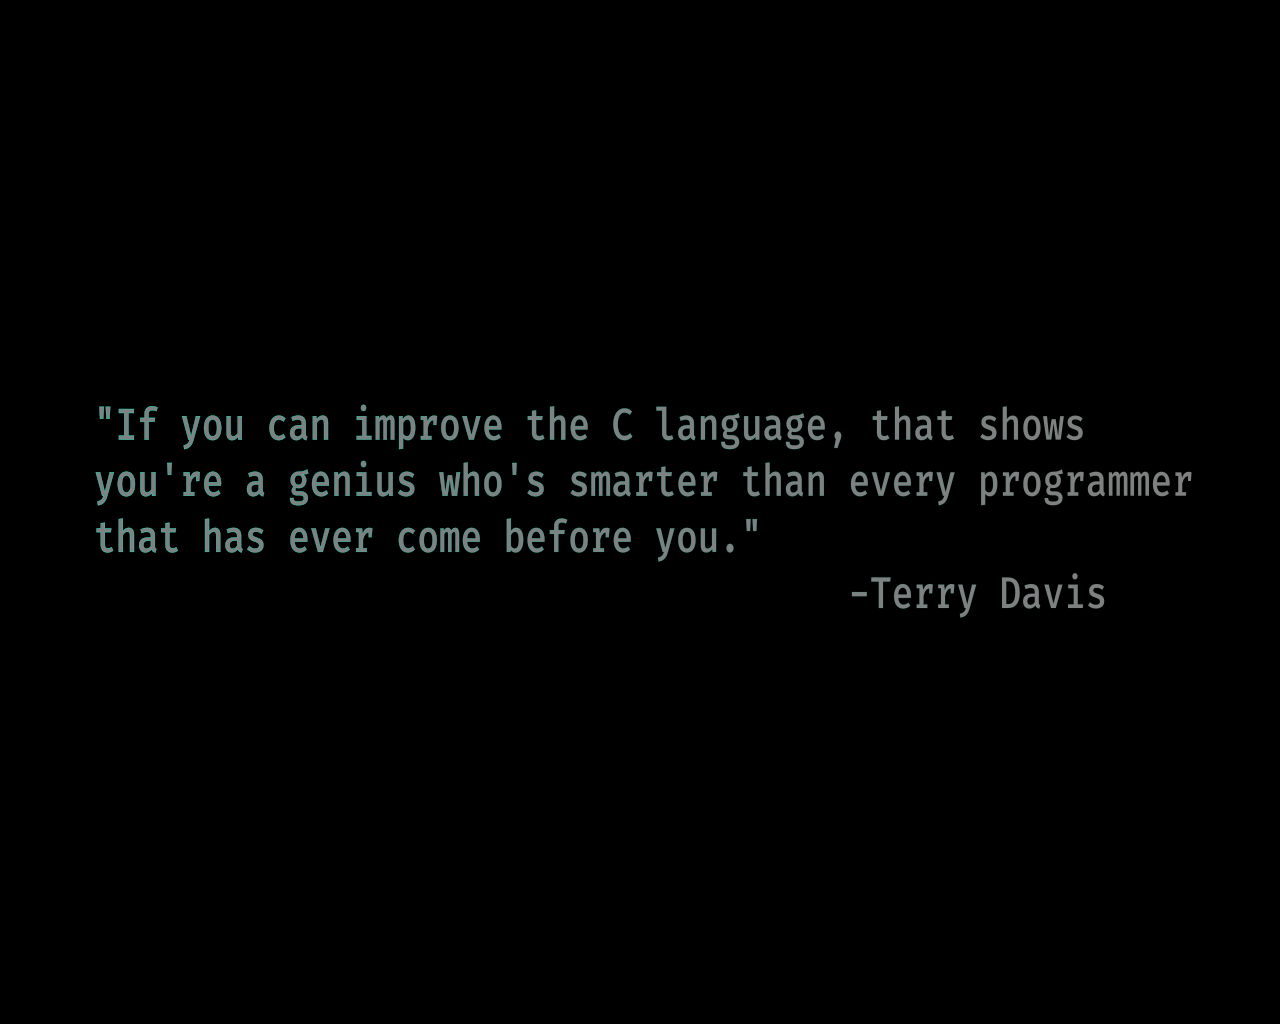 "If you can improve the C language, that shows
you're a genius who's smarter than every programmer
that has ever come before you."
-Terry Davis